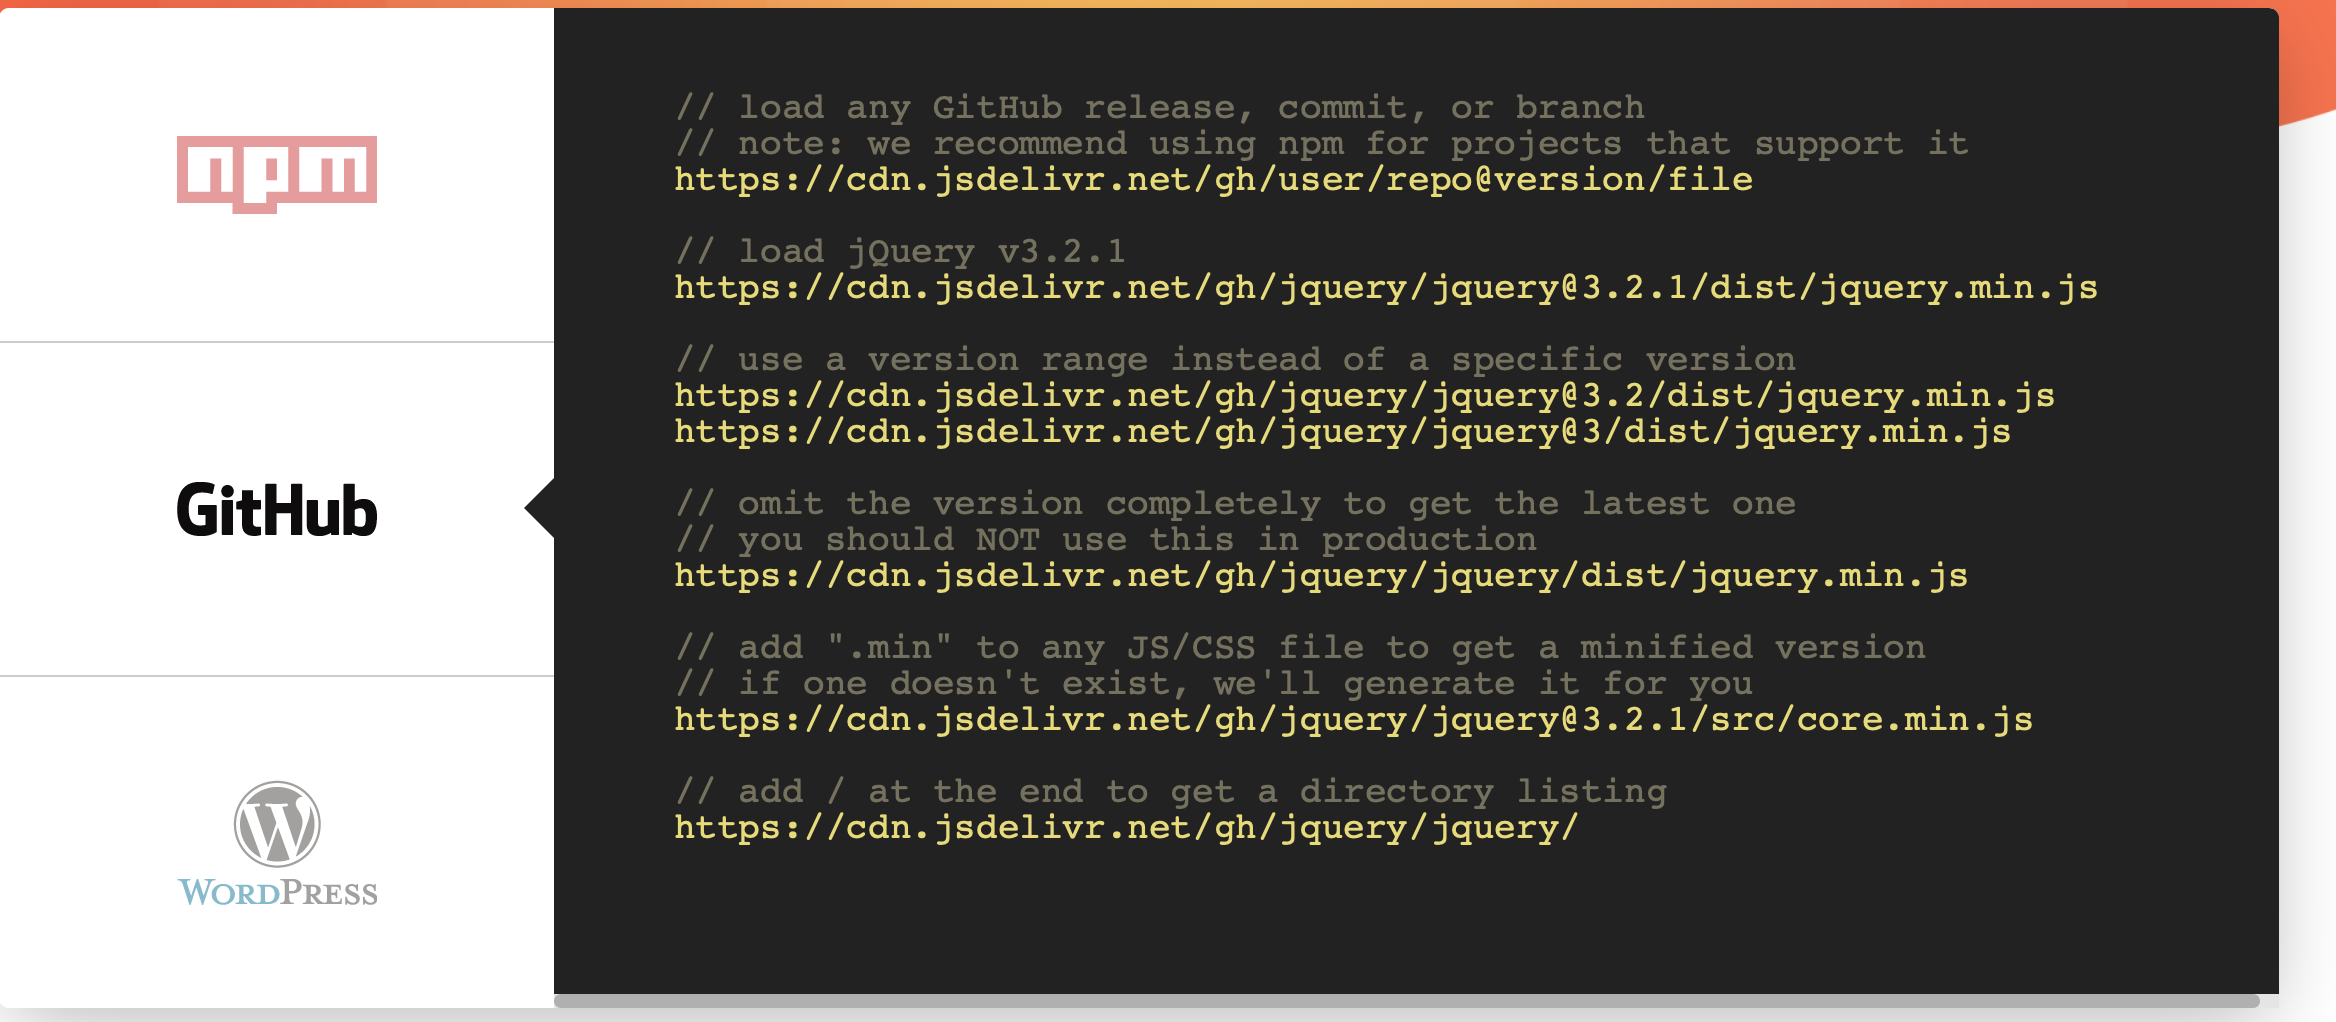 npm
GitHub
WORDPRESS
// load any GitHub release, commit, or branch
// note: we recommend using npm for projects that support it
https://cdn.jsdelivr.net/gh/user/repo@version/file
// load jQuery v3.2.1
https://cdn.jsdelivr.net/gh/jquery/jquery@3.2.1/dist/jquery.min.js
// use a version range instead of a specific version
https://cdn.jsdelivr.net/gh/jquery/jquery@3.2/dist/jquery.min.js
https://cdn.jsdelivr.net/gh/jquery/jquery@3/dist/jquery.min.js
// omit the version completely to get the latest one
// you should NOT use this in production
https://cdn.jsdelivr.net/gh/jquery/jquery/dist/jquery.min.js
// add ".min" to any JS/CSS file to get a minified version
// if one doesn't exist, we'll generate it for you
https://cdn.jsdelivr.net/gh/jquery/jquery@3.2.1/src/core.min.js
// add / at the end to get a directory listing
https://cdn.jsdelivr.net/gh/jquery/jquery/